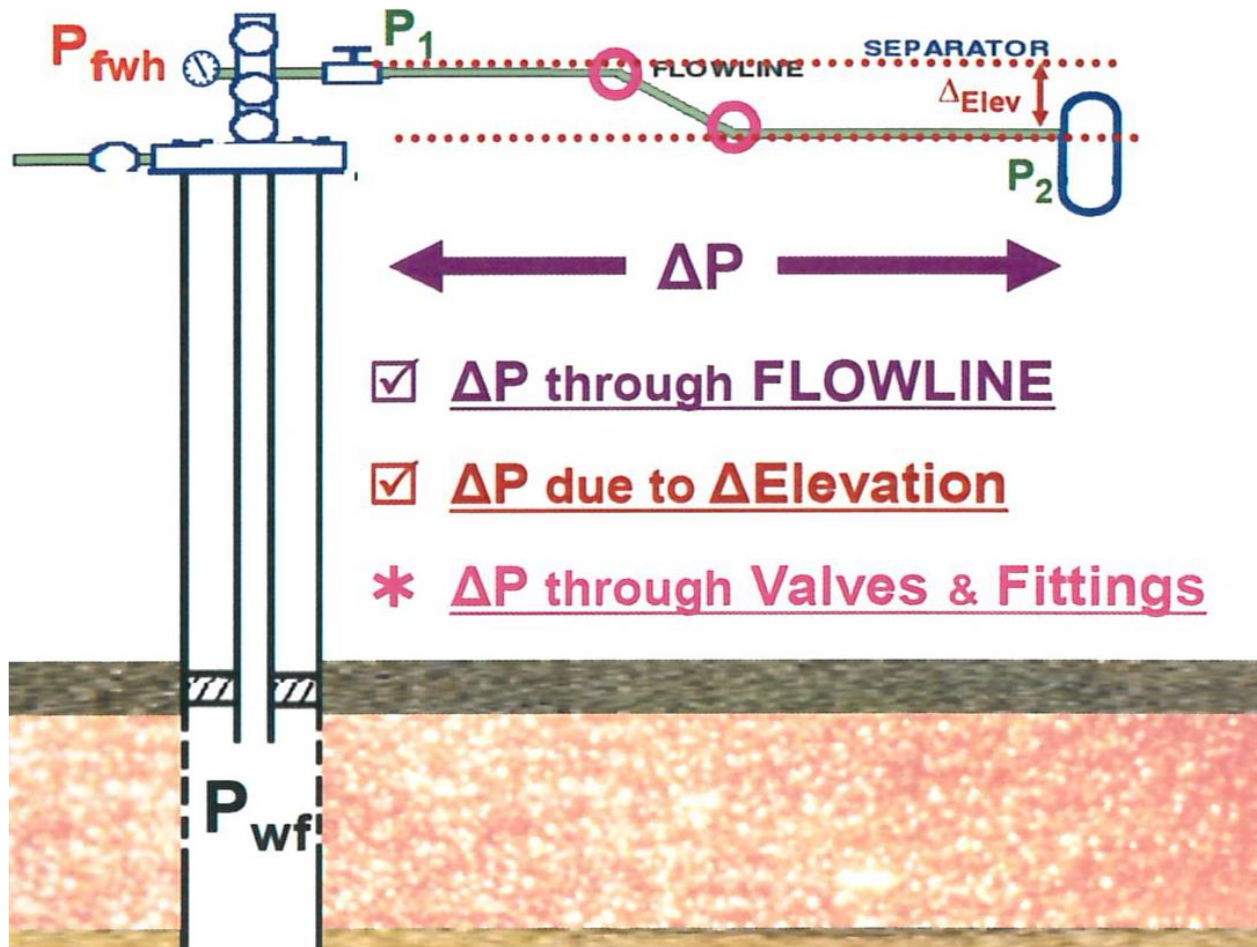 P1
SEPARATOR
Pfwh
FLOWLINE
ΔElev
P2
ΔP
☑ ΔP through FLOWLINE
☑ ΔP due to ΔElevation
* ΔP through Valves & Fittings
Pwf